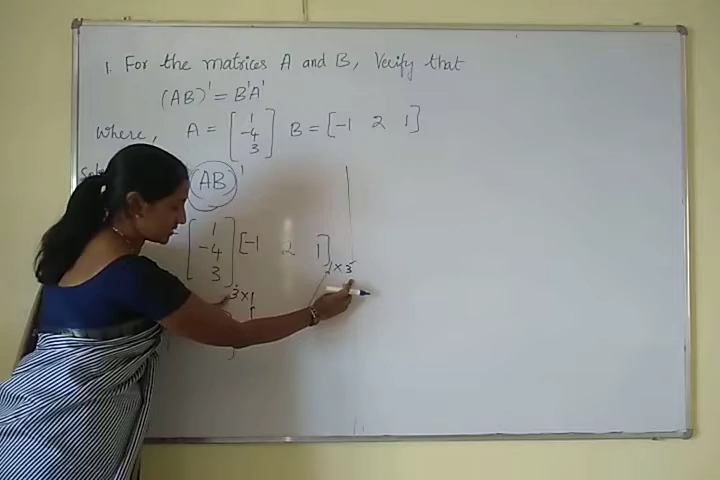 1. For the matrices A and B, Verify that
(AB)' = B'A'
Where, A = [1 -4 3] B = [-1 2 1]
(AB)'
[1 -4 3] [-1 2 1] 1×3
3×1